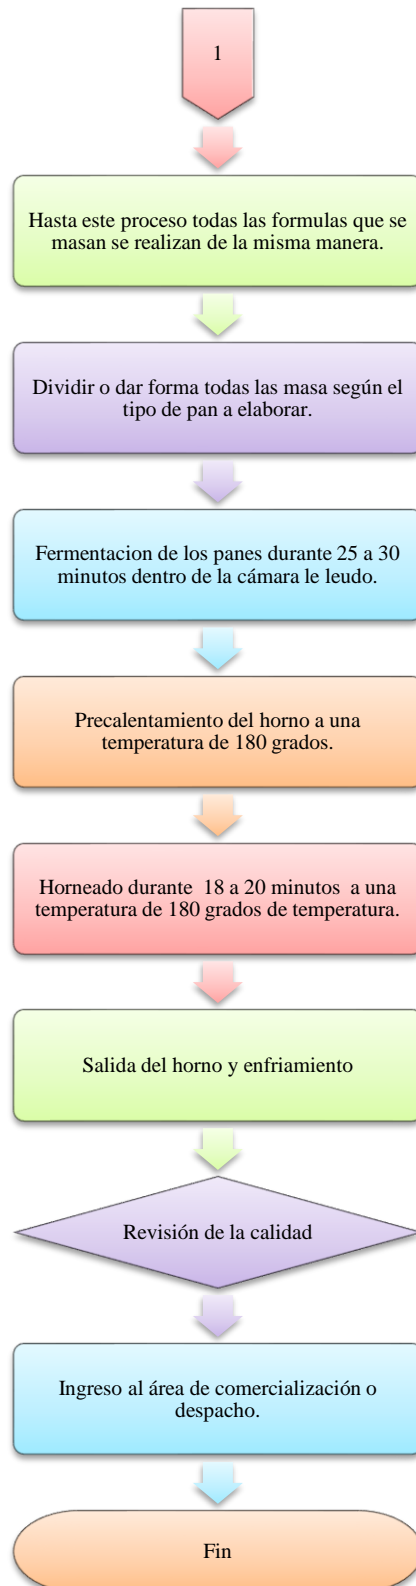 1
Hasta este proceso todas las formulas que se
masan se realizan de la misma manera.
Dividir o dar forma todas las masa según el
tipo de pan a elaborar.
Fermentacion de los panes durante 25 a 30
minutos dentro de la cámara le leudo.
Precalentamiento del horno a una
temperatura de 180 grados.
Horneado durante 18 a 20 minutos a una
temperatura de 180 grados de temperatura.
Salida del horno y enfriamiento
Revisión de la calidad
Ingreso al área de comercialización o
despacho.
Fin